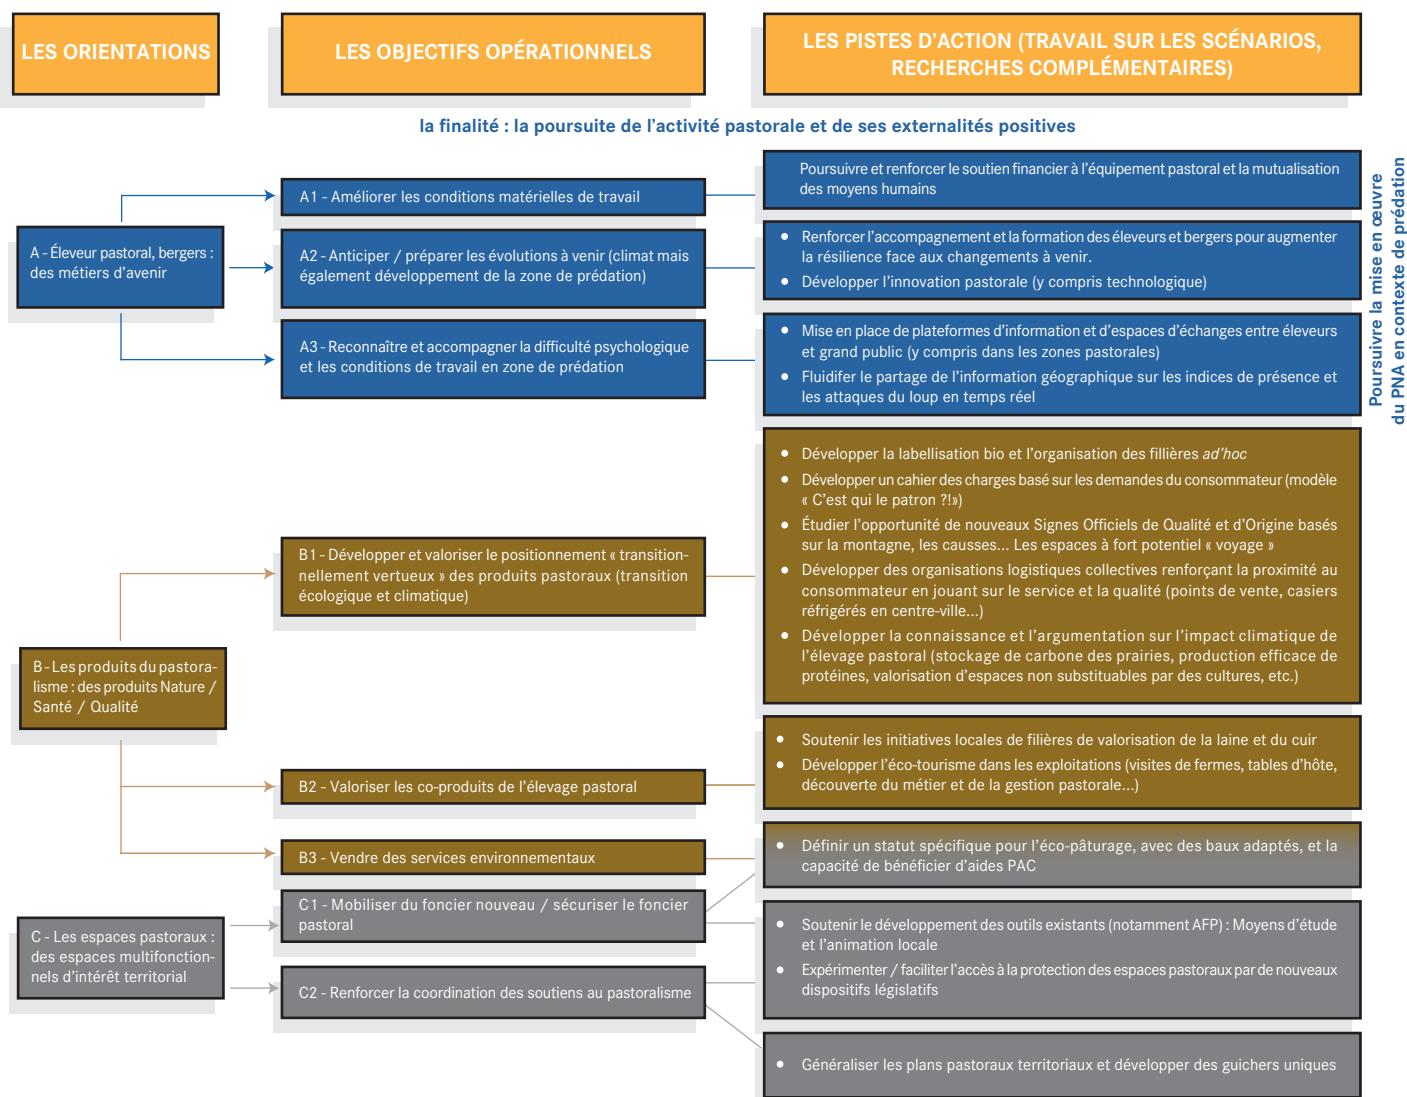 LES ORIENTATIONS
LES OBJECTIFS OPÉRATIONNELS
LES PISTES D'ACTION (TRAVAIL SUR LES SCÉNARIOS,
RECHERCHES COMPLÉMENTAIRES)
la finalité : la poursuite de l'activité pastorale et de ses externalités positives
A - Éleveur pastoral, bergers :
des métiers d'avenir
A1 - Améliorer les conditions matérielles de travail
Poursuivre et renforcer le soutien financier à l'équipement pastoral et la mutualisation
des moyens humains
A2 - Anticiper / préparer les évolutions à venir (climat mais
également développement de la zone de prédation)
• Renforcer l'accompagnement et la formation des éleveurs et bergers pour augmenter
la résilience face aux changements à venir.
• Développer l'innovation pastorale (y compris technologique)
A3 - Reconnaître et accompagner la difficulté psychologique
et les conditions de travail en zone de prédation
• Mise en place de plateformes d'information et d'espaces d'échanges entre éleveurs
et grand public (y compris dans les zones pastorales)
• Fluidifer le partage de l'information géographique sur les indices de présence et
les attaques du loup en temps réel
Poursuivre la mise en œuvre
du PNA en contexte de prédation
B - Les produits du pastora-
lisme : des produits Nature /
Santé / Qualité
B1 - Développer et valoriser le positionnement « transition-
nellement vertueux » des produits pastoraux (transition
écologique et climatique)
• Développer la labellisation bio et l'organisation des fillières ad'hoc
• Développer un cahier des charges basé sur les demandes du consommateur (modèle
« C'est qui le patron ?!»)
• Étudier l'opportunité de nouveaux Signes Officiels de Qualité et d'Origine basés
sur la montagne, les causses... Les espaces à fort potentiel « voyage »
• Développer des organisations logistiques collectives renforçant la proximité au
consommateur en jouant sur le service et la qualité (points de vente, casiers
réfrigérés en centre-ville...)
• Développer la connaissance et l'argumentation sur l'impact climatique de
l'élevage pastoral (stockage de carbone des prairies, production efficace de
protéines, valorisation d'espaces non substituables par des cultures, etc.)
B2 - Valoriser les co-produits de l'élevage pastoral
• Soutenir les initiatives locales de filières de valorisation de la laine et du cuir
• Développer l'éco-tourisme dans les exploitations (visites de fermes, tables d'hôte,
découverte du métier et de la gestion pastorale...)
B3 - Vendre des services environnementaux
• Définir un statut spécifique pour l'éco-pâturage, avec des baux adaptés, et la
capacité de bénéficier d'aides PAC
C - Les espaces pastoraux :
des espaces multifonction-
nels d'intérêt territorial
C1 - Mobiliser du foncier nouveau / sécuriser le foncier
pastoral
• Soutenir le développement des outils existants (notamment AFP) : Moyens d'étude
et l'animation locale
• Expérimenter / faciliter l'accès à la protection des espaces pastoraux par de nouveaux
dispositifs législatifs
C2 - Renforcer la coordination des soutiens au pastoralisme
• Généraliser les plans pastoraux territoriaux et développer des guichers uniques